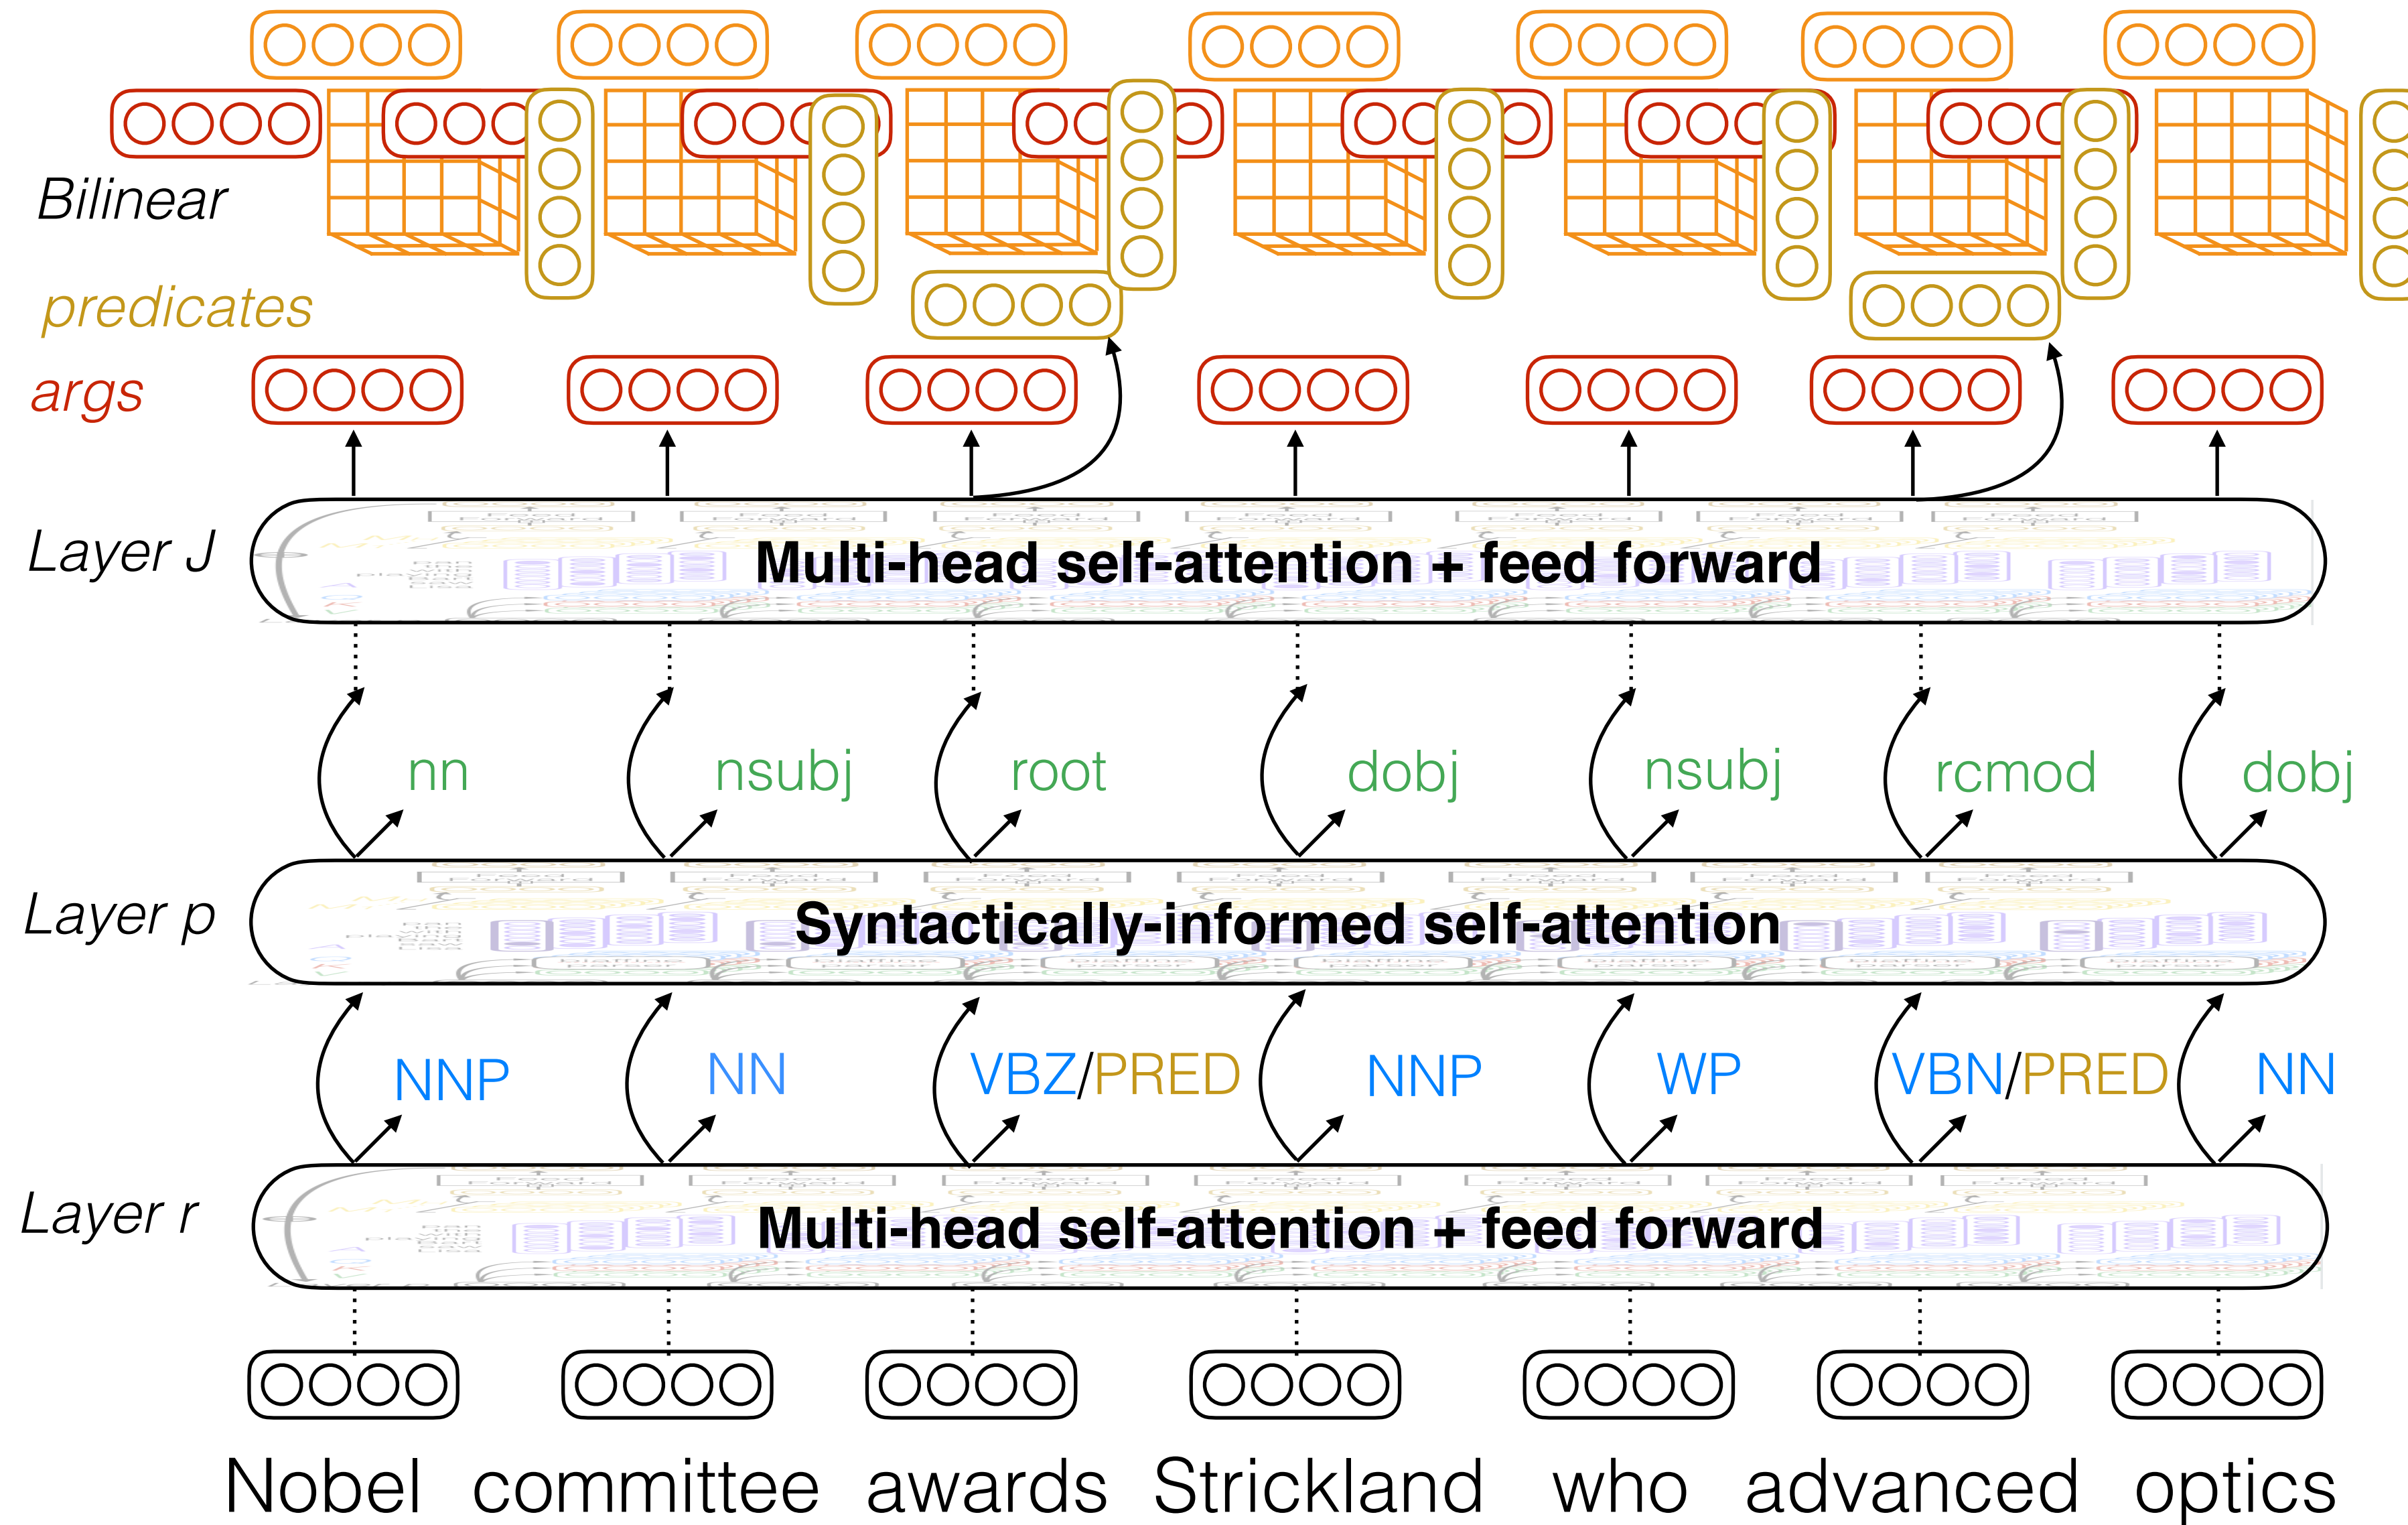 Bilinear
predicates
args
Layer J
Multi-head self-attention + feed forward
nn nsubj root dobj nsubj rcmod dobj
Layer p
Syntactically-informed self-attention
NNP NN VBZ/PRED NNP WP VBN/PRED NN
Layer r
Multi-head self-attention + feed forward
Nobel committee awards Strickland who advanced optics